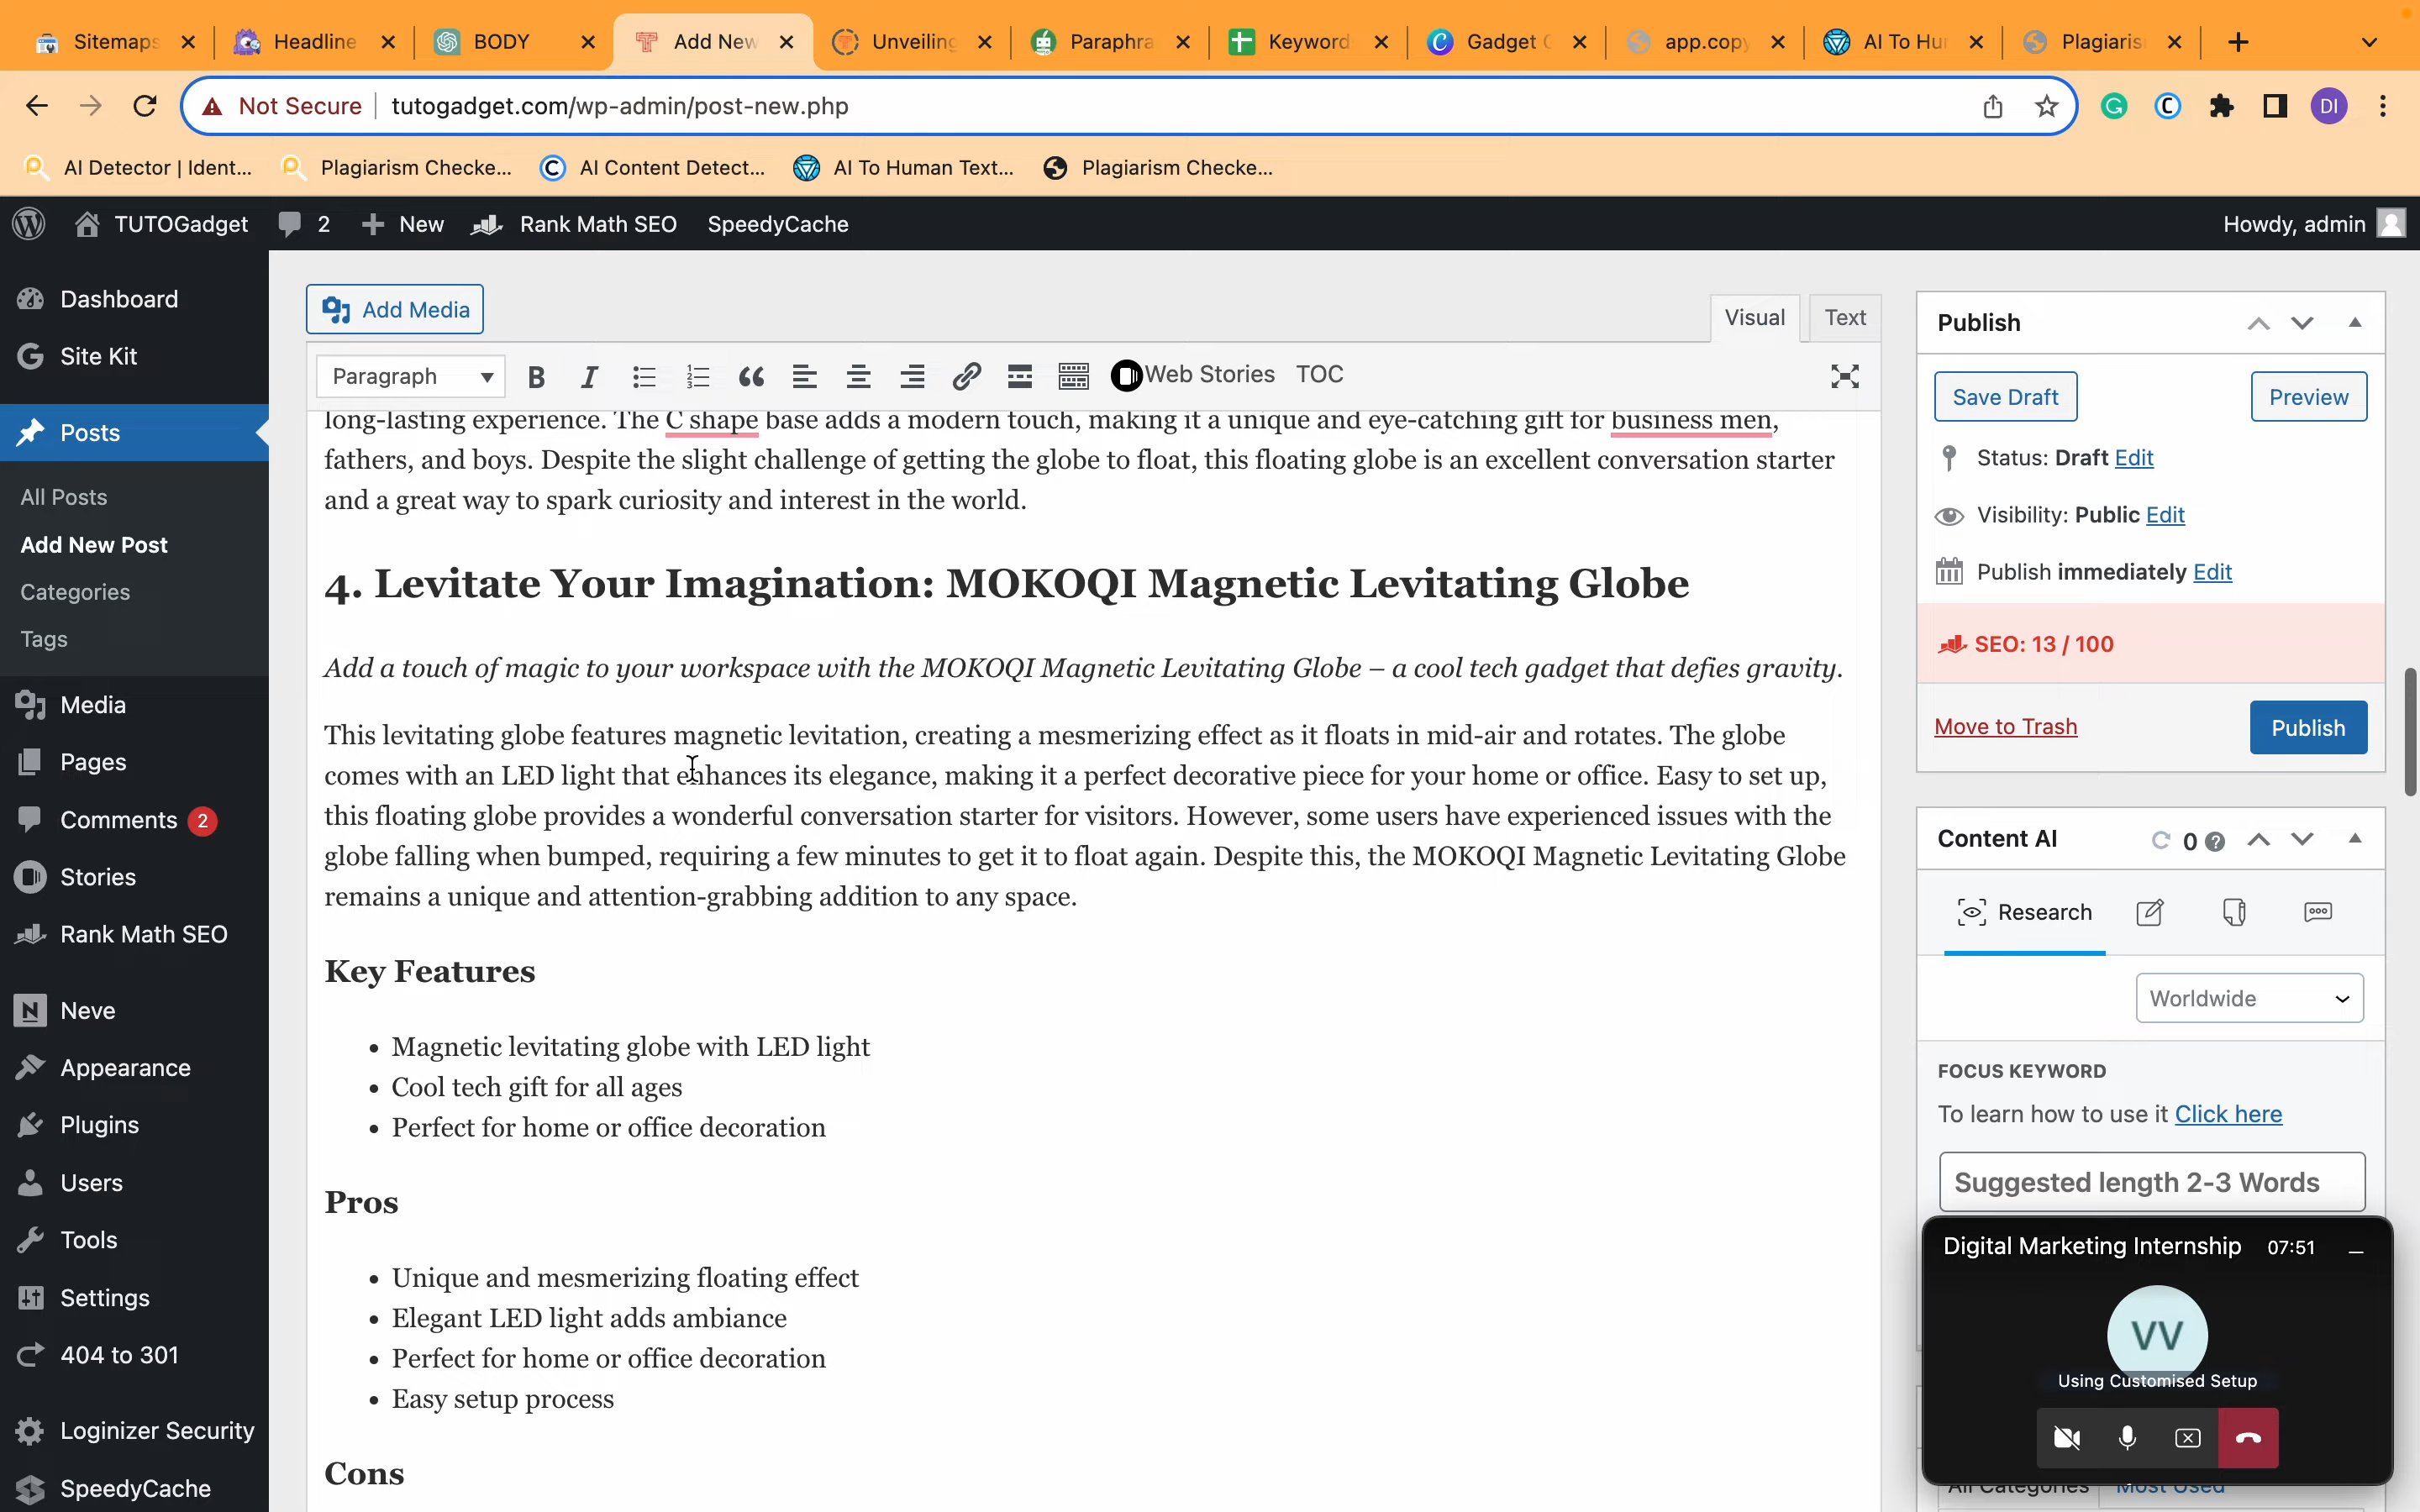 Sitemaps
Headline
BODY
Add New
Unveiling
Paraphra
Keyword
Gadget
app.copy
AI To Hu
Plagiaris
Not Secure
tutogadget.com/wp-admin/post-new.php
DI
AI Detector | Ident...
Plagiarism Checke...
AI Content Detect...
AI To Human Text...
Plagiarism Checke...
TUTOGadget
2
New
Rank Math SEO
SpeedyCache
Howdy, admin
Dashboard
Site Kit
Posts
All Posts
Add New Post
Categories
Tags
Media
Pages
Comments 2
Stories
Rank Math SEO
Neve
Appearance
Plugins
Users
Tools
Settings
404 to 301
Loginizer Security
SpeedyCache
Add Media
Visual
Text
Paragraph
Web Stories
TOC
long-lasting experience. The C shape base adds a modern touch, making it a unique and eye-catching gift for business men,
fathers, and boys. Despite the slight challenge of getting the globe to float, this floating globe is an excellent conversation starter
and a great way to spark curiosity and interest in the world.
4. Levitate Your Imagination: MOKOQI Magnetic Levitating Globe
Add a touch of magic to your workspace with the MOKOQI Magnetic Levitating Globe – a cool tech gadget that defies gravity.
This levitating globe features magnetic levitation, creating a mesmerizing effect as it floats in mid-air and rotates. The globe
comes with an LED light that enhances its elegance, making it a perfect decorative piece for your home or office. Easy to set up,
this floating globe provides a wonderful conversation starter for visitors. However, some users have experienced issues with the
globe falling when bumped, requiring a few minutes to get it to float again. Despite this, the MOKOQI Magnetic Levitating Globe
remains a unique and attention-grabbing addition to any space.
Key Features
• Magnetic levitating globe with LED light
• Cool tech gift for all ages
• Perfect for home or office decoration
Pros
• Unique and mesmerizing floating effect
• Elegant LED light adds ambiance
• Perfect for home or office decoration
• Easy setup process
Cons
Publish
Save Draft
Preview
Status: Draft Edit
Visibility: Public Edit
Publish immediately Edit
SEO: 13 / 100
Move to Trash
Publish
Content AI
0
Research
Worldwide
FOCUS KEYWORD
To learn how to use it Click here
Suggested length 2-3 Words
Digital Marketing Internship 07:51
VV
Using Customised Setup
All Categories
Most Used